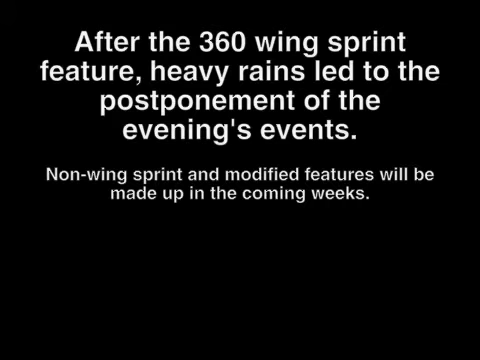 After the 360 wing sprint
feature, heavy rains led to the
postponement of the
evening's events.
Non-wing sprint and modified features will be
made up in the coming weeks.